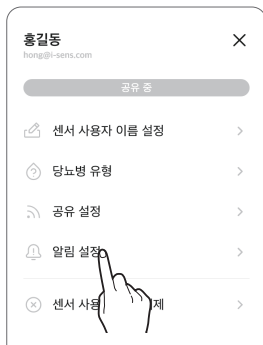 홍길동
hong@i-sens.com
공유 중
센서 사용자 이름 설정
당뇨병 유형
공유 설정
알림 설정
센서 사용 제